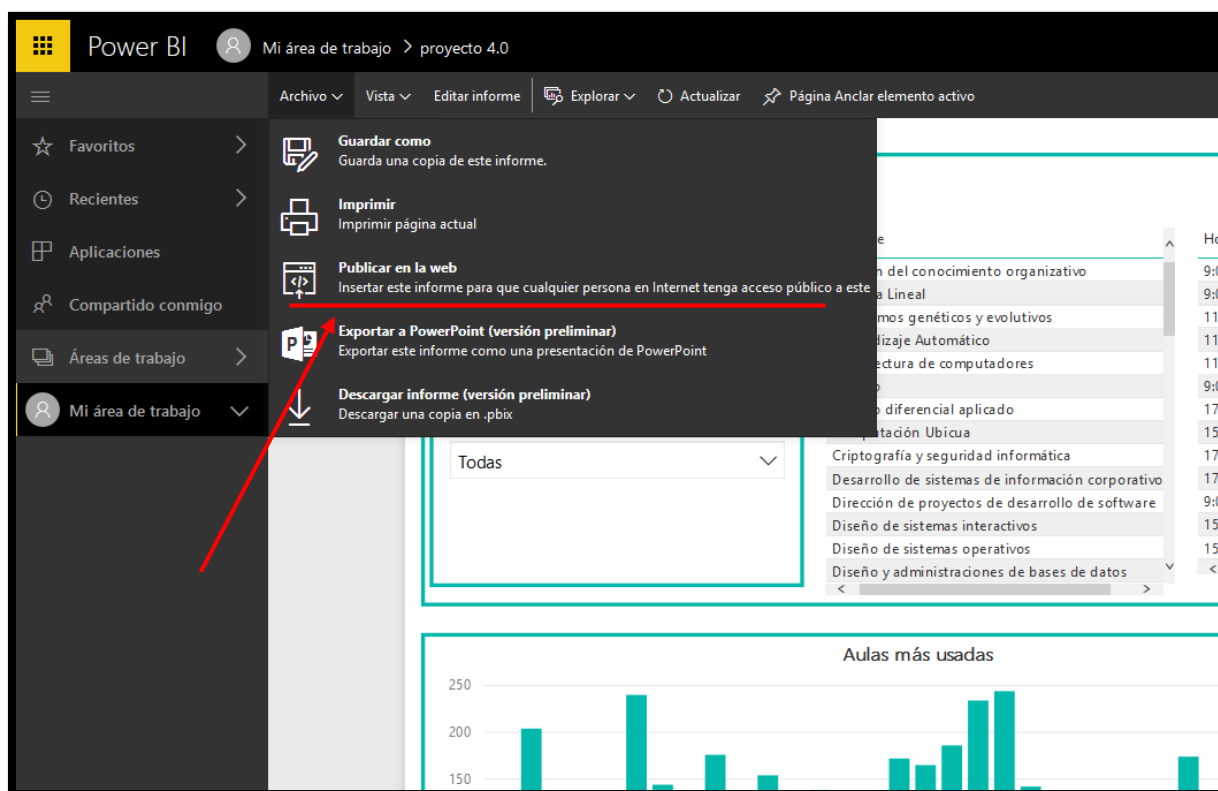 Power BI
Mi área de trabajo > proyecto 4.0
Archivo
Vista
Editar informe
Explorar
Actualizar
Página Anclar elemento activo
Favoritos
Recientes
Aplicaciones
Compartido conmigo
Áreas de trabajo
Mi área de trabajo
Guardar como
Guarda una copia de este informe.
Imprimir
Imprimir página actual
Publicar en la web
Insertar este informe para que cualquier persona en Internet tenga acceso público a este
Exportar a PowerPoint (versión preliminar)
Exportar este informe como una presentación de PowerPoint
Descargar informe (versión preliminar)
Descargar una copia en .pbix
Todas
del conocimiento organizativo
Lineal
genéticos y evolutivos
Automático
de computadores
diferencial aplicado
Ubicua
Criptografía y seguridad informática
Desarrollo de sistemas de información corporativo
Dirección de proyectos de desarrollo de software
Diseño de sistemas interactivos
Diseño de sistemas operativos
Diseño y administraciones de bases de datos
Aulas más usadas
250
200
150